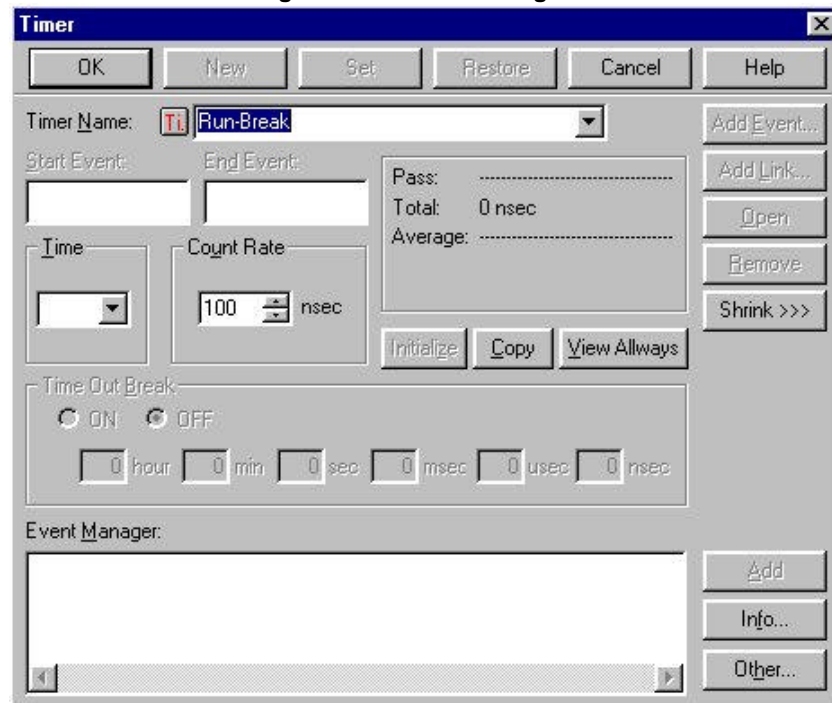 Timer
OK New Set Restore Cancel Help
Timer Name: Ti. Run-Break Add Event...
Start Event: End Event: Add Link...
Pass: ------------------------------
Total: 0 nsec Open
Average: ------------------------------
Time Count Rate Remove
100 nsec Shrink >>>
Initialize Copy View Allways
Time Out Break
ON OFF
0 hour 0 min 0 sec 0 msec 0 usec 0 nsec
Event Manager:
Add
Info...
Other...